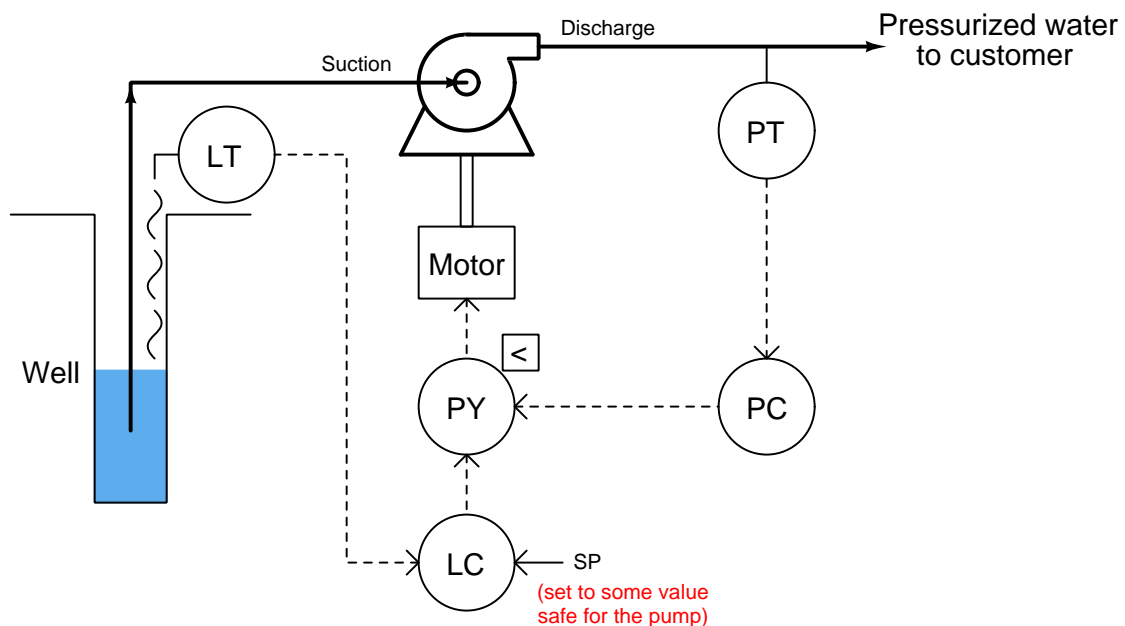 Pressurized water
to customer
Discharge
Suction
LT
PT
Motor
<
Well
PY
PC
LC
SP
(set to some value
safe for the pump)